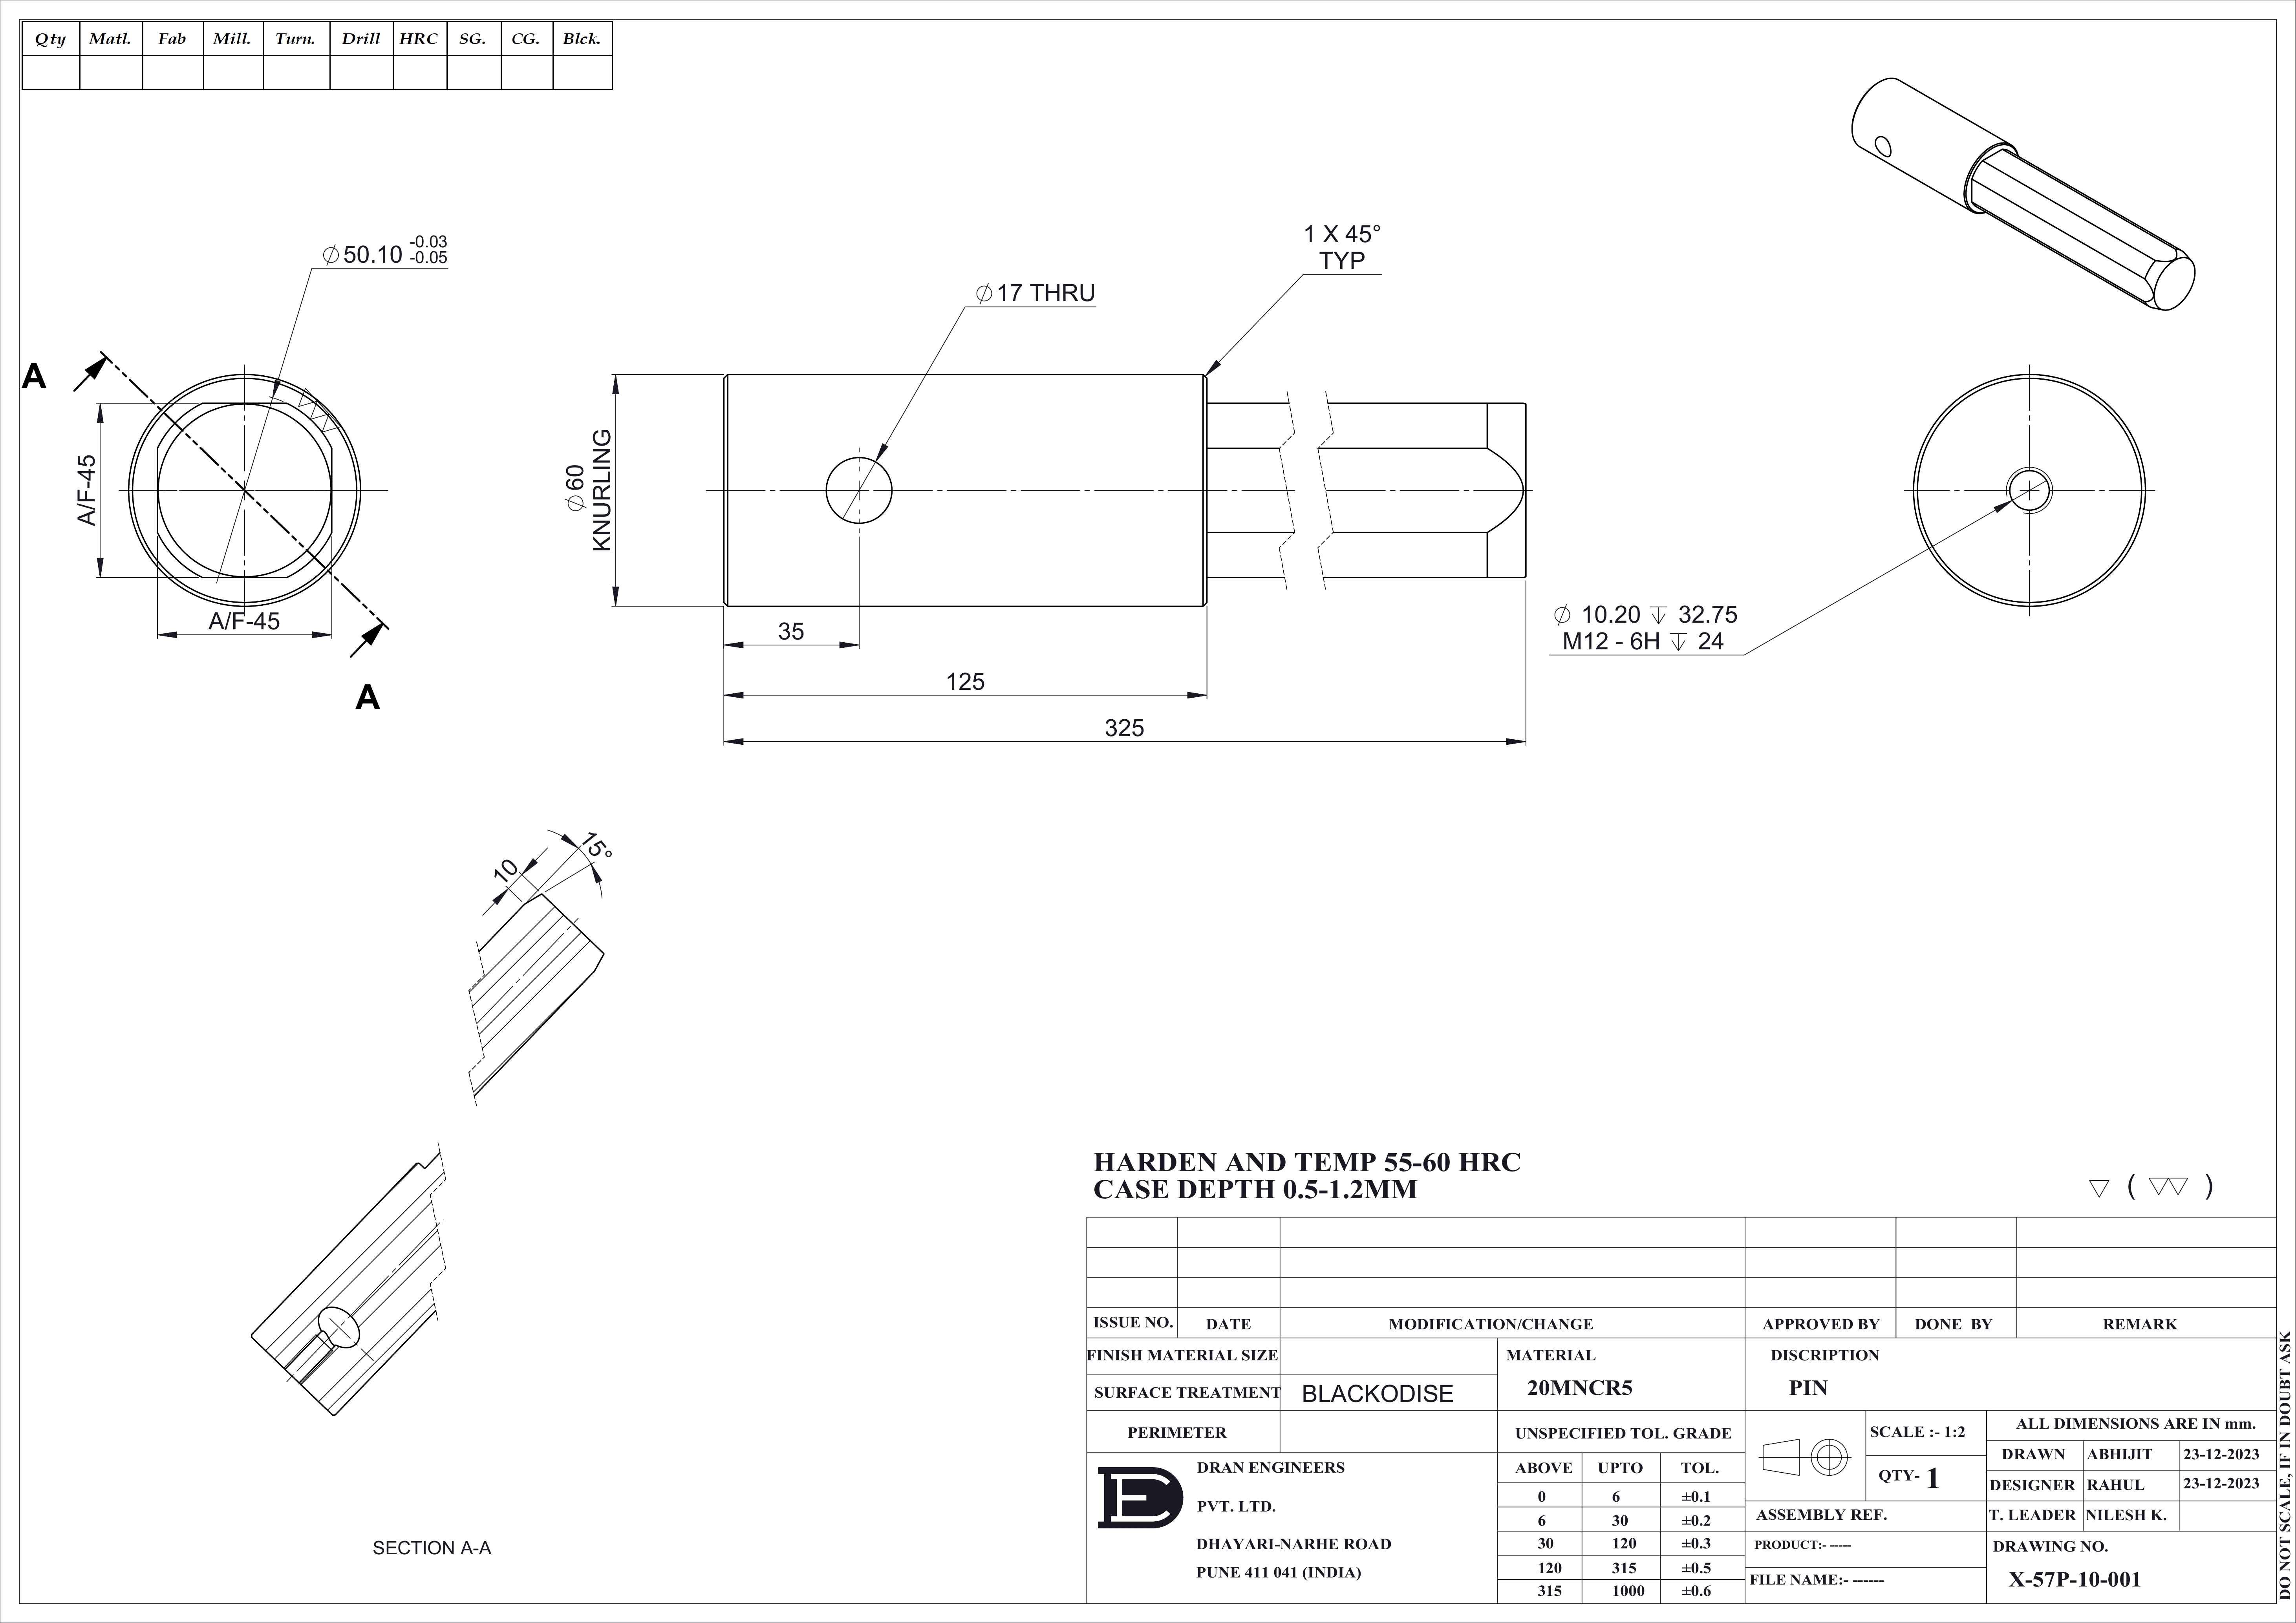 Qty Matl. Fab Mill. Turn. Drill HRC SG. CG. Blck.
⌀50.10 -0.03
-0.05
1 X 45°
TYP
⌀17 THRU
A
A/F-45
A/F-45
A
⌀60
KNURLING
35
125
325
⌀ 10.20 ↧ 32.75
M12 - 6H ↧ 24
10
15°
SECTION A-A
HARDEN AND TEMP 55-60 HRC
CASE DEPTH 0.5-1.2MM
▽ ( ▽▽ )
ISSUE NO. DATE MODIFICATION/CHANGE APPROVED BY DONE BY REMARK
FINISH MATERIAL SIZE
SURFACE TREATMENT BLACKODISE
PERIMETER
MATERIAL
20MNCR5
DISCRIPTION
PIN
UNSPECIFIED TOL. GRADE
ABOVE UPTO TOL.
0 6 ±0.1
6 30 ±0.2
30 120 ±0.3
120 315 ±0.5
315 1000 ±0.6
DRAN ENGINEERS
PVT. LTD.
DHAYARI-NARHE ROAD
PUNE 411 041 (INDIA)
SCALE :- 1:2
QTY- 1
ALL DIMENSIONS ARE IN mm.
DRAWN ABHIJIT 23-12-2023
DESIGNER RAHUL 23-12-2023
T. LEADER NILESH K.
ASSEMBLY REF.
PRODUCT:- -----
FILE NAME:- ------
DRAWING NO.
X-57P-10-001
DO NOT SCALE, IF IN DOUBT ASK